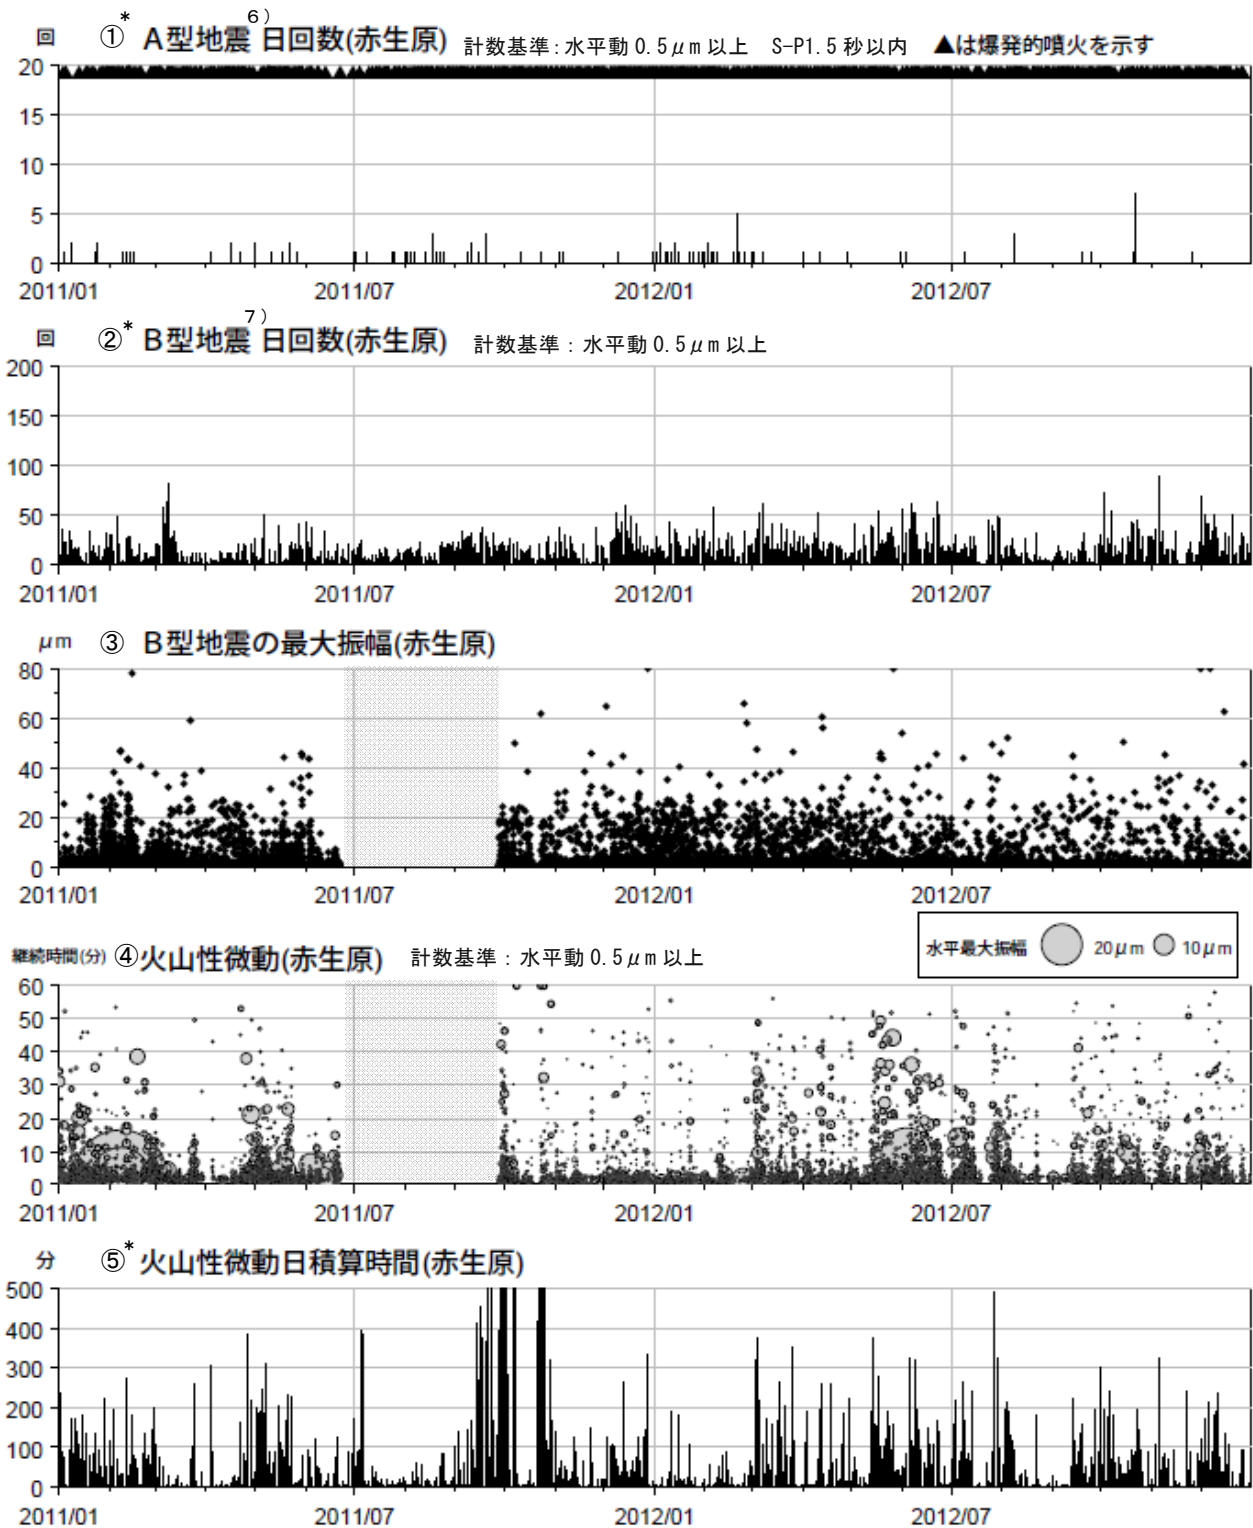 回 ①* A型地震6) 日回数(赤生原) 計数基準:水平動0.5μm以上 S-P1.5秒以内 ▲は爆発的噴火を示す
20
15
10
5
0
2011/01 2011/07 2012/01 2012/07
回 ②* B型地震7) 日回数(赤生原) 計数基準:水平動0.5μm以上
200
150
100
50
0
2011/01 2011/07 2012/01 2012/07
μm ③ B型地震の最大振幅(赤生原)
80
60
40
20
0
2011/01 2011/07 2012/01 2012/07
継続時間(分) ④火山性微動(赤生原) 計数基準:水平動0.5μm以上
水平最大振幅 20μm 10μm
60
50
40
30
20
10
0
2011/01 2011/07 2012/01 2012/07
分 ⑤* 火山性微動日積算時間(赤生原)
500
400
300
200
100
0
2011/01 2011/07 2012/01 2012/07